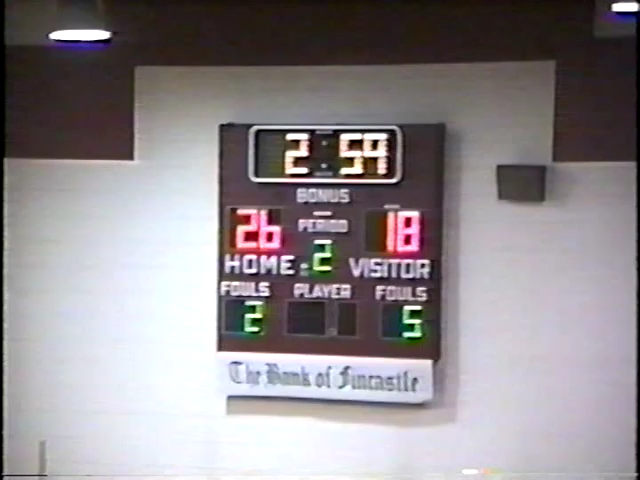 2:59
BONUS
26 PERIOD 18
HOME 2 VISITOR
FOULS PLAYER FOULS
2 5
The Bank of Fincastle